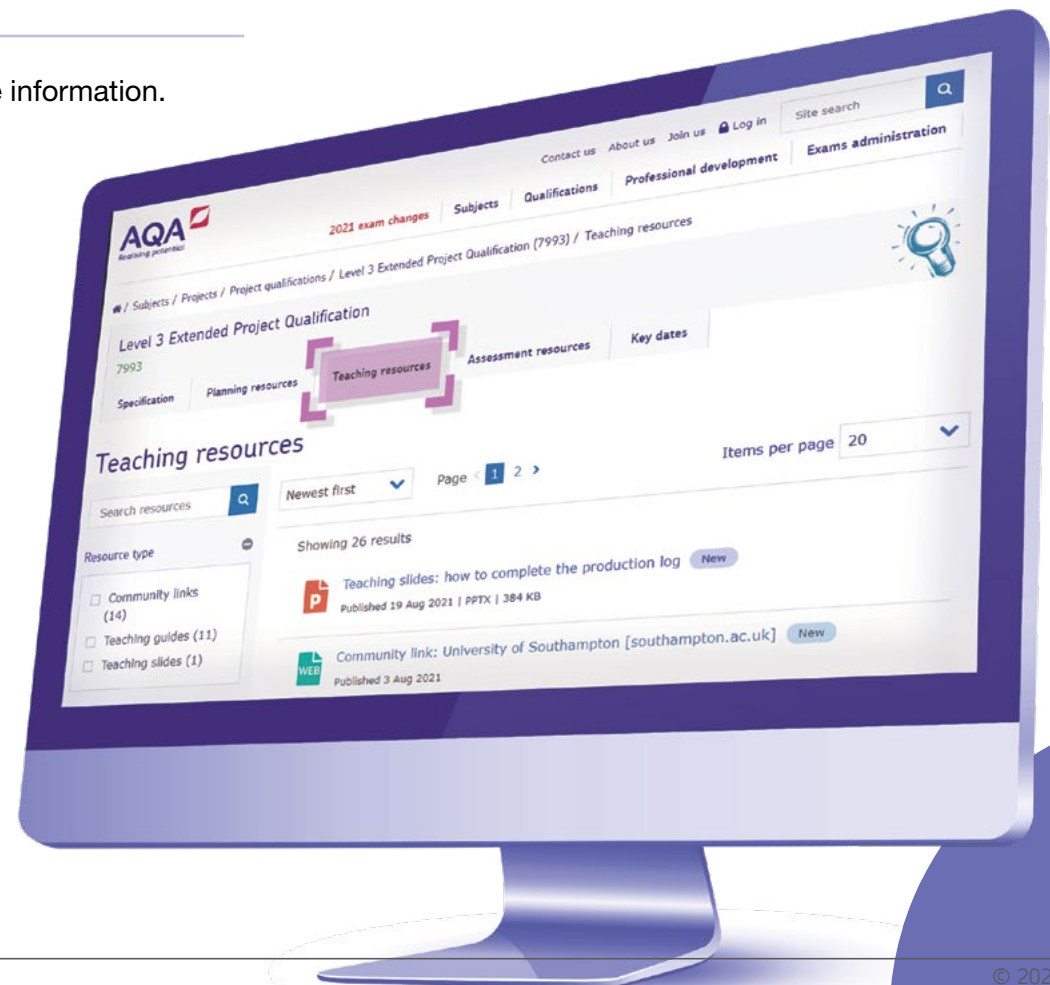 e information.
Contact us About us Join us Log in Site search
AQA
Realising potential
2021 exam changes Subjects Qualifications Professional development Exams administration
/ Subjects / Projects / Project qualifications / Level 3 Extended Project Qualification (7993) / Teaching resources
Level 3 Extended Project Qualification
7993
Specification Planning resources Teaching resources Assessment resources Key dates
Teaching resources
Newest first Page < 1 2 > Items per page 20
Search resources
Showing 26 results
Resource type
Community links
(14)
Teaching guides (11)
Teaching slides (1)
P
Teaching slides: how to complete the production log New
Published 19 Aug 2021 | PPTX | 384 KB
WEB
Community link: University of Southampton [southampton.ac.uk] New
Published 3 Aug 2021
© 202